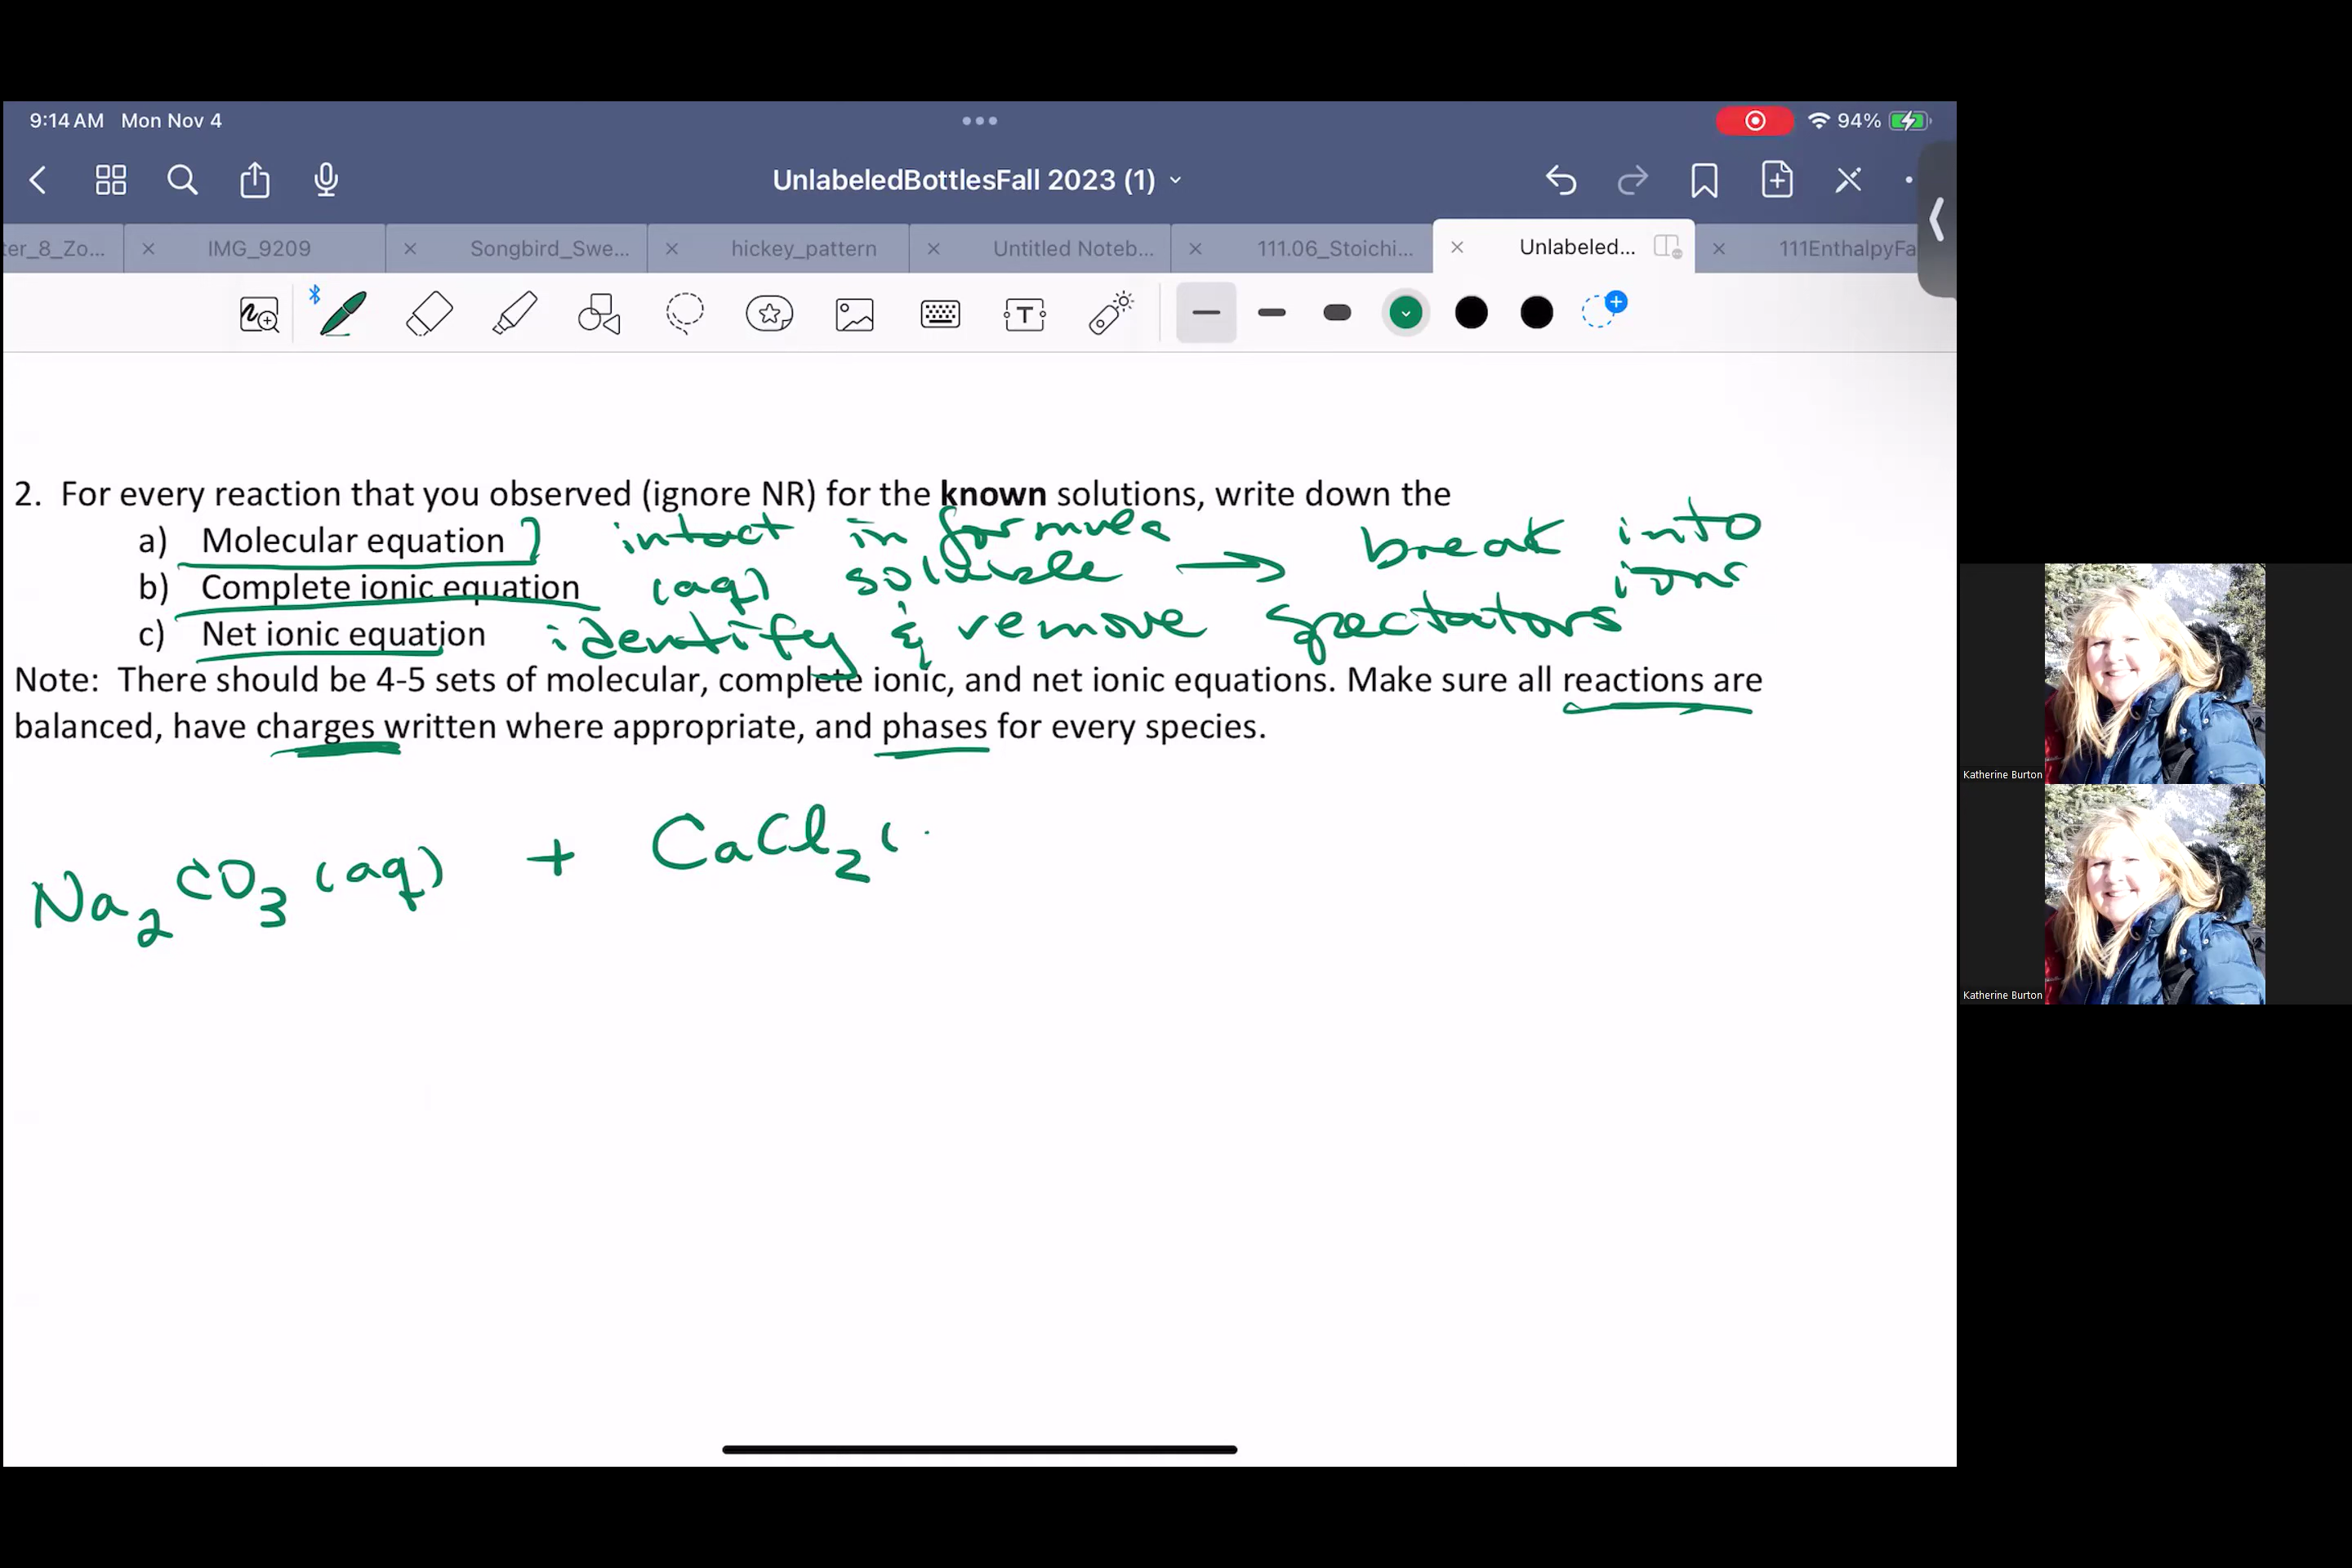 9:14 AM Mon Nov 4
94%
UnlabeledBottlesFall 2023 (1)
ter_8_Zo...
IMG_9209
Songbird_Swe...
hickey_pattern
Untitled Noteb...
111.06_Stoichi...
Unlabeled...
111EnthalpyFa
2. For every reaction that you observed (ignore NR) for the known solutions, write down the
a) Molecular equation intact in formula
b) Complete ionic equation (aq) soluble → break into ions
c) Net ionic equation identify & remove spectators
Note: There should be 4-5 sets of molecular, complete ionic, and net ionic equations. Make sure all reactions are
balanced, have charges written where appropriate, and phases for every species.
Na₂CO₃ (aq) + CaCl₂ (
Katherine Burton
Katherine Burton